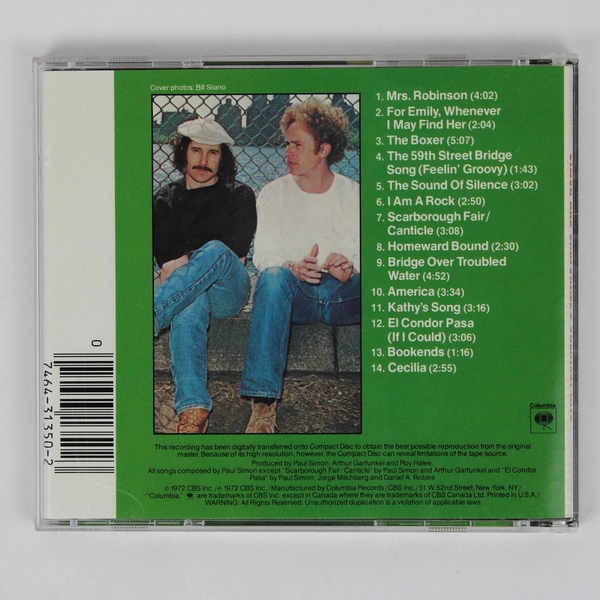 Cover photos: Bill Silano
1. Mrs. Robinson (4:02)
2. For Emily, Whenever
I May Find Her (2:04)
3. The Boxer (5:07)
4. The 59th Street Bridge
Song (Feelin' Groovy) (1:43)
5. The Sound Of Silence (3:02)
6. I Am A Rock (2:50)
7. Scarborough Fair/
Canticle (3:08)
8. Homeward Bound (2:30)
9. Bridge Over Troubled
Water (4:52)
10. America (3:34)
11. Kathy's Song (3:16)
12. El Condor Pasa
(If I Could) (3:06)
13. Bookends (1:16)
14. Cecilia (2:55)
0
7464-31350-2
Columbia
This recording has been digitally transferred onto Compact Disc to obtain the best possible reproduction from the original
master. Because of its high resolution, however, the Compact Disc can reveal limitations of the tape source.
Produced by Paul Simon, Arthur Garfunkel and Roy Halee.
All songs composed by Paul Simon except "Scarborough Fair/Canticle" by Paul Simon and Arthur Garfunkel and "El Condor
Pasa" by Paul Simon, Jorge Milchberg and Daniel A. Robles
© 1972 CBS Inc./ ℗ 1972 CBS Inc./Manufactured by Columbia Records/CBS Inc./51 W. 52nd Street, New York, NY/
"Columbia," are trademarks of CBS Inc. except in Canada where they are trademarks of CBS Canada Ltd. Printed in U.S.A./
WARNING: All Rights Reserved. Unauthorized duplication is a violation of applicable laws.